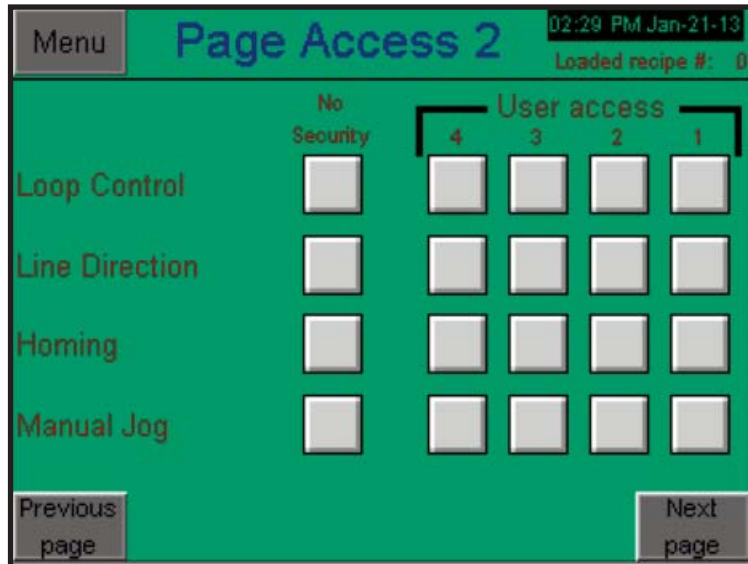 Menu
Page Access 2
02:29 PM Jan-21-13
Loaded recipe #: 0
No
Security
User access
4 3 2 1
Loop Control
Line Direction
Homing
Manual Jog
Previous
page
Next
page